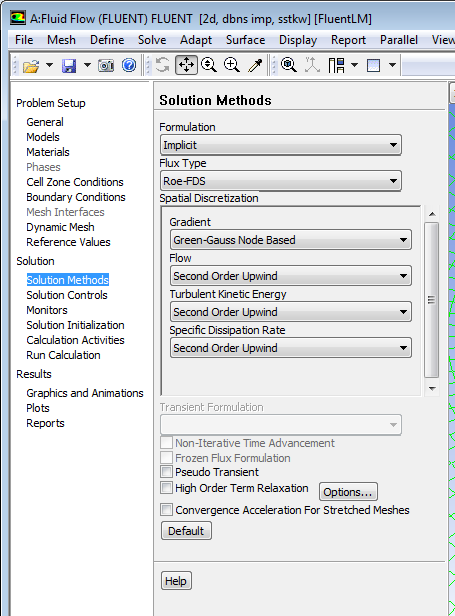 A:Fluid Flow (FLUENT) FLUENT [2d, dbns imp, sstkw] [FluentLM]
File Mesh Define Solve Adapt Surface Display Report Parallel View
Problem Setup
General
Models
Materials
Phases
Cell Zone Conditions
Boundary Conditions
Mesh Interfaces
Dynamic Mesh
Reference Values
Solution
Solution Methods
Solution Controls
Monitors
Solution Initialization
Calculation Activities
Run Calculation
Results
Graphics and Animations
Plots
Reports
Solution Methods
Formulation
Implicit
Flux Type
Roe-FDS
Spatial Discretization
Gradient
Green-Gauss Node Based
Flow
Second Order Upwind
Turbulent Kinetic Energy
Second Order Upwind
Specific Dissipation Rate
Second Order Upwind
Transient Formulation
Non-Iterative Time Advancement
Frozen Flux Formulation
Pseudo Transient
High Order Term Relaxation Options...
Convergence Acceleration For Stretched Meshes
Default
Help